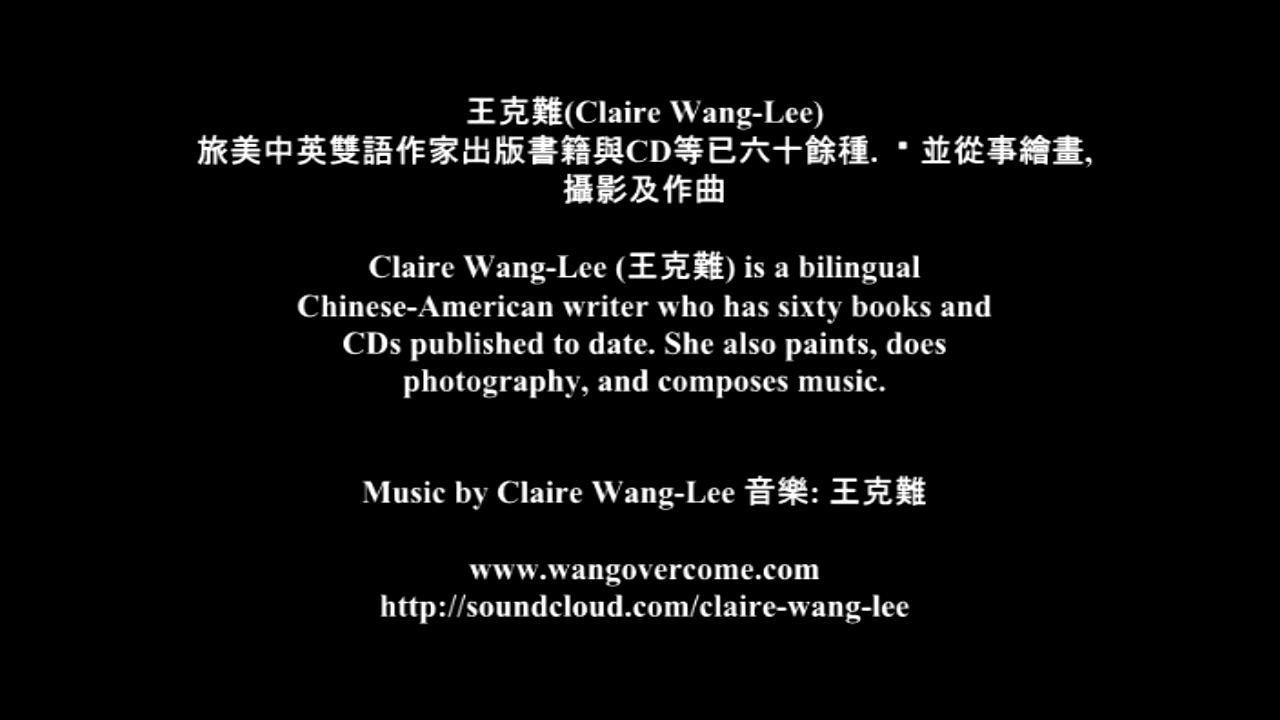 王克難(Claire Wang-Lee)
旅美中英雙語作家出版書籍與CD等已六十餘種. ▪ 並從事繪畫,
攝影及作曲
Claire Wang-Lee (王克難) is a bilingual
Chinese-American writer who has sixty books and
CDs published to date. She also paints, does
photography, and composes music.
Music by Claire Wang-Lee 音樂: 王克難
www.wangovercome.com
http://soundcloud.com/claire-wang-lee